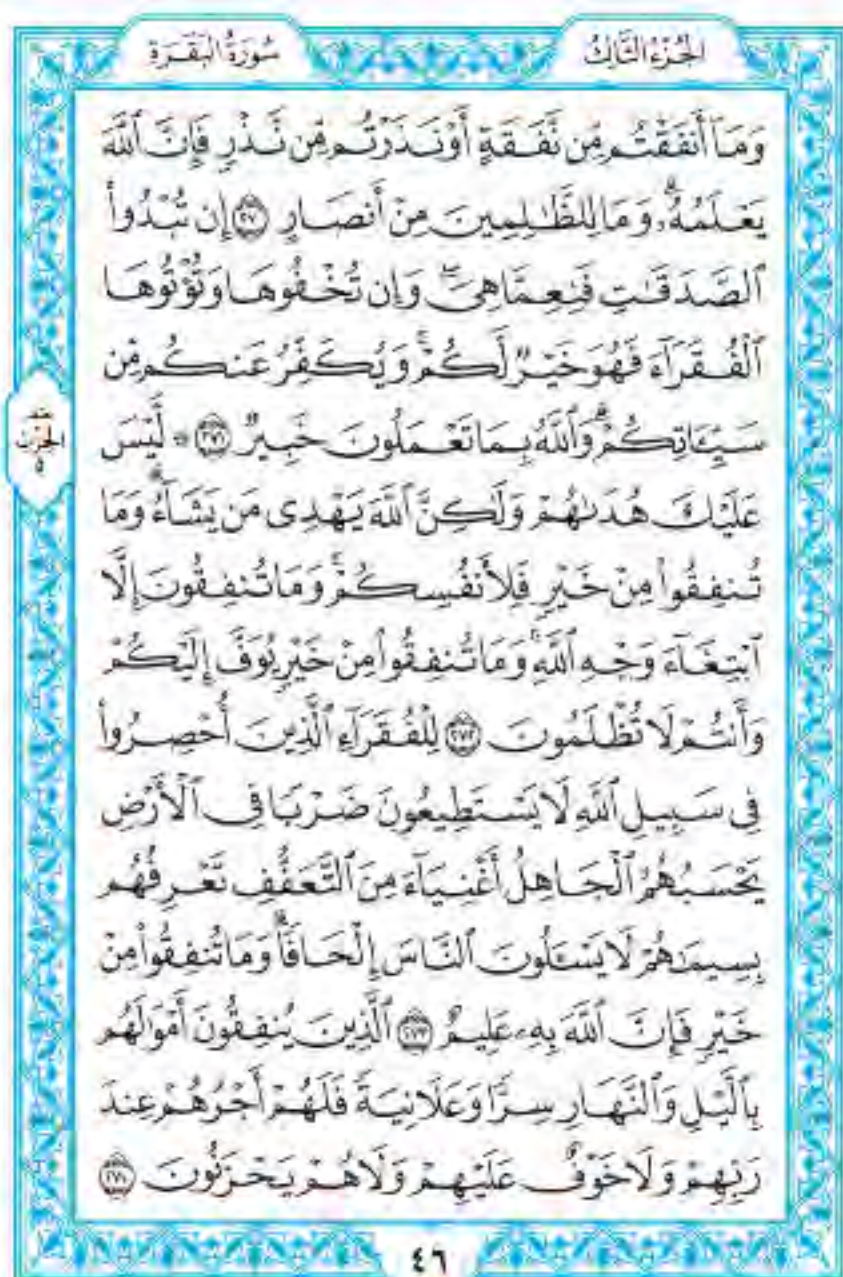 الجُزْءُ الثَّالِثُ
سُورَةُ البَقَرَةِ
وَمَآ أَنفَقْتُم مِّن نَّفَقَةٍ أَوْ نَذَرْتُم مِّن نَّذْرٍ فَإِنَّ ٱللَّهَ
يَعْلَمُهُۥۗ وَمَا لِلظَّٰلِمِينَ مِنْ أَنصَارٍ ٢٧٠ إِن تُبْدُوا۟
ٱلصَّدَقَٰتِ فَنِعِمَّا هِىَۖ وَإِن تُخْفُوهَا وَتُؤْتُوهَا
ٱلْفُقَرَآءَ فَهُوَ خَيْرٌ لَّكُمْۚ وَيُكَفِّرُ عَنكُم مِّن
سَيِّـَٔاتِكُمْۗ وَٱللَّهُ بِمَا تَعْمَلُونَ خَبِيرٌ ٢٧١ ۞ لَّيْسَ
عَلَيْكَ هُدَىٰهُمْ وَلَٰكِنَّ ٱللَّهَ يَهْدِى مَن يَشَآءُۗ وَمَا
تُنفِقُوا۟ مِنْ خَيْرٍ فَلِأَنفُسِكُمْۚ وَمَا تُنفِقُونَ إِلَّا
ٱبْتِغَآءَ وَجْهِ ٱللَّهِۚ وَمَا تُنفِقُوا۟ مِنْ خَيْرٍ يُوَفَّ إِلَيْكُمْ
وَأَنتُمْ لَا تُظْلَمُونَ ٢٧٢ لِلْفُقَرَآءِ ٱلَّذِينَ أُحْصِرُوا۟
فِى سَبِيلِ ٱللَّهِ لَا يَسْتَطِيعُونَ ضَرْبًا فِى ٱلْأَرْضِ
يَحْسَبُهُمُ ٱلْجَاهِلُ أَغْنِيَآءَ مِنَ ٱلتَّعَفُّفِ تَعْرِفُهُم
بِسِيمَٰهُمْ لَا يَسْـَٔلُونَ ٱلنَّاسَ إِلْحَافًاۗ وَمَا تُنفِقُوا۟ مِنْ
خَيْرٍ فَإِنَّ ٱللَّهَ بِهِۦ عَلِيمٌ ٢٧٣ ٱلَّذِينَ يُنفِقُونَ أَمْوَٰلَهُم
بِٱلَّيْلِ وَٱلنَّهَارِ سِرًّا وَعَلَانِيَةً فَلَهُمْ أَجْرُهُمْ عِندَ
رَبِّهِمْ وَلَا خَوْفٌ عَلَيْهِمْ وَلَا هُمْ يَحْزَنُونَ ٢٧٤
الحِزْب
٥
٤٦